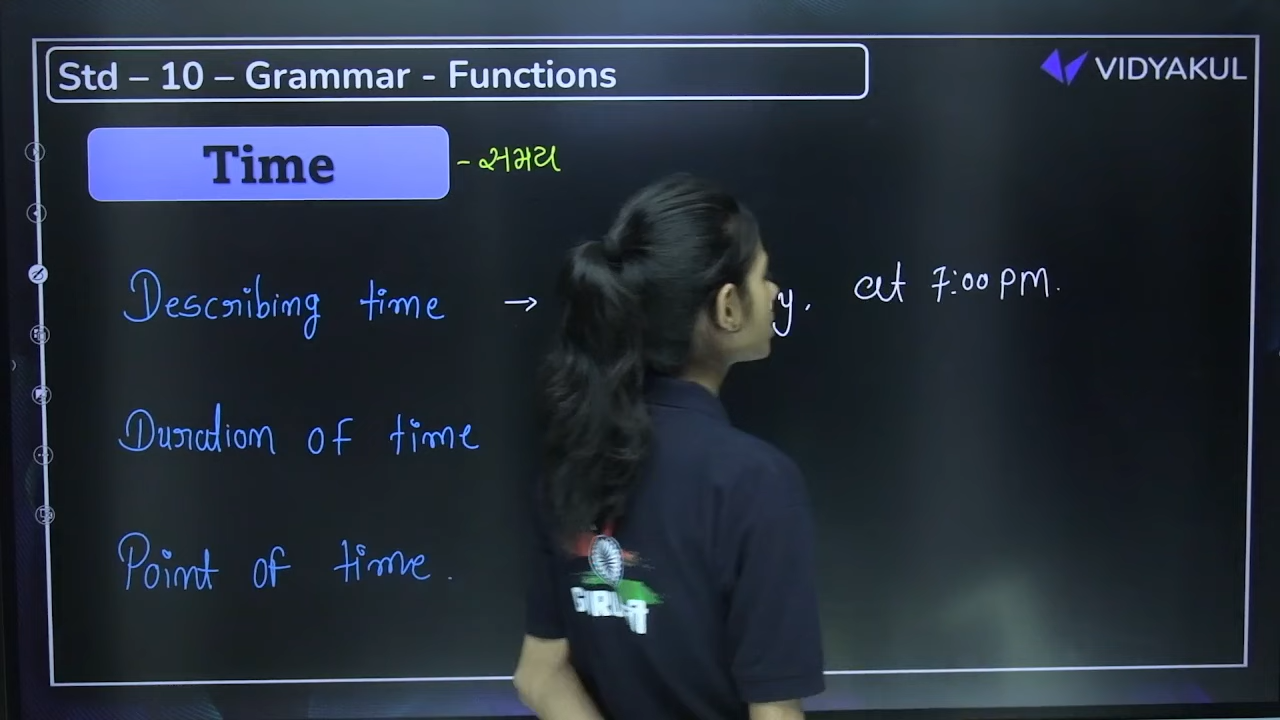 Std – 10 – Grammar - Functions
VIDYAKUL
Time - સમય
Describing time → at 7:00 PM.
Duration of time
Point of time.